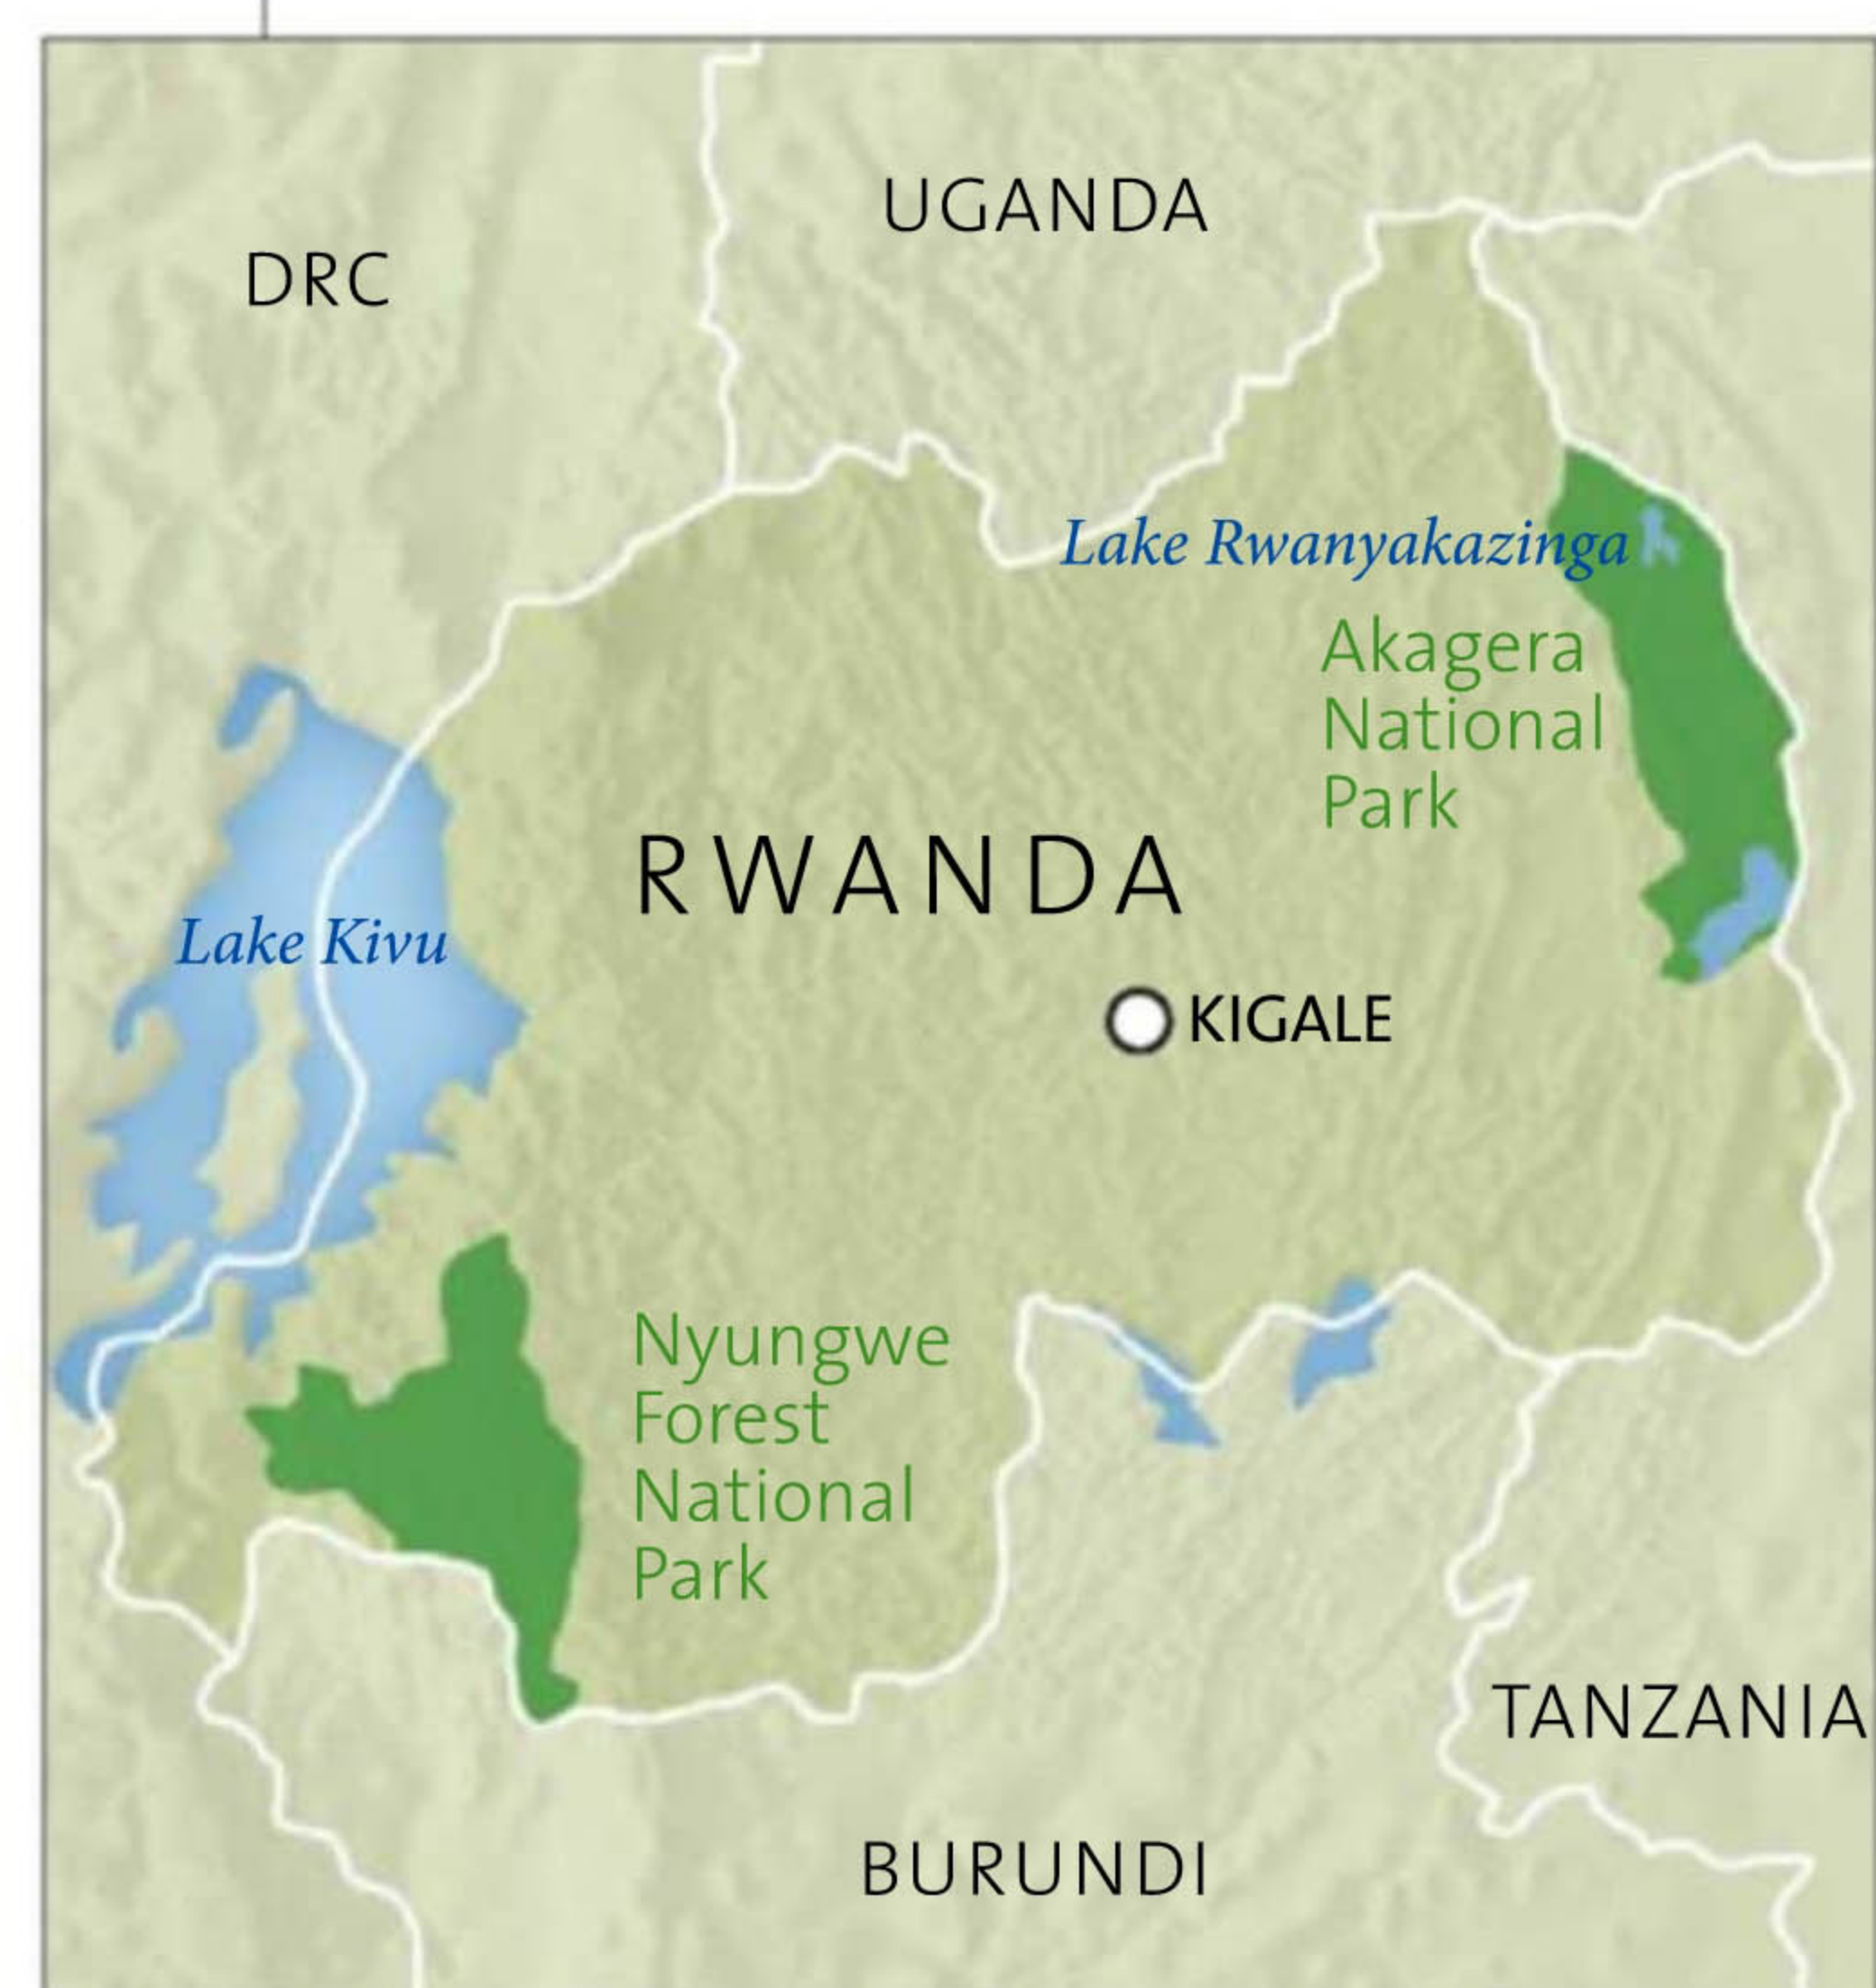 UGANDA
DRC
Lake Rwanyakazinga
Akagera
National
Park
RWANDA
Lake Kivu
KIGALE
Nyungwe
Forest
National
Park
TANZANIA
BURUNDI